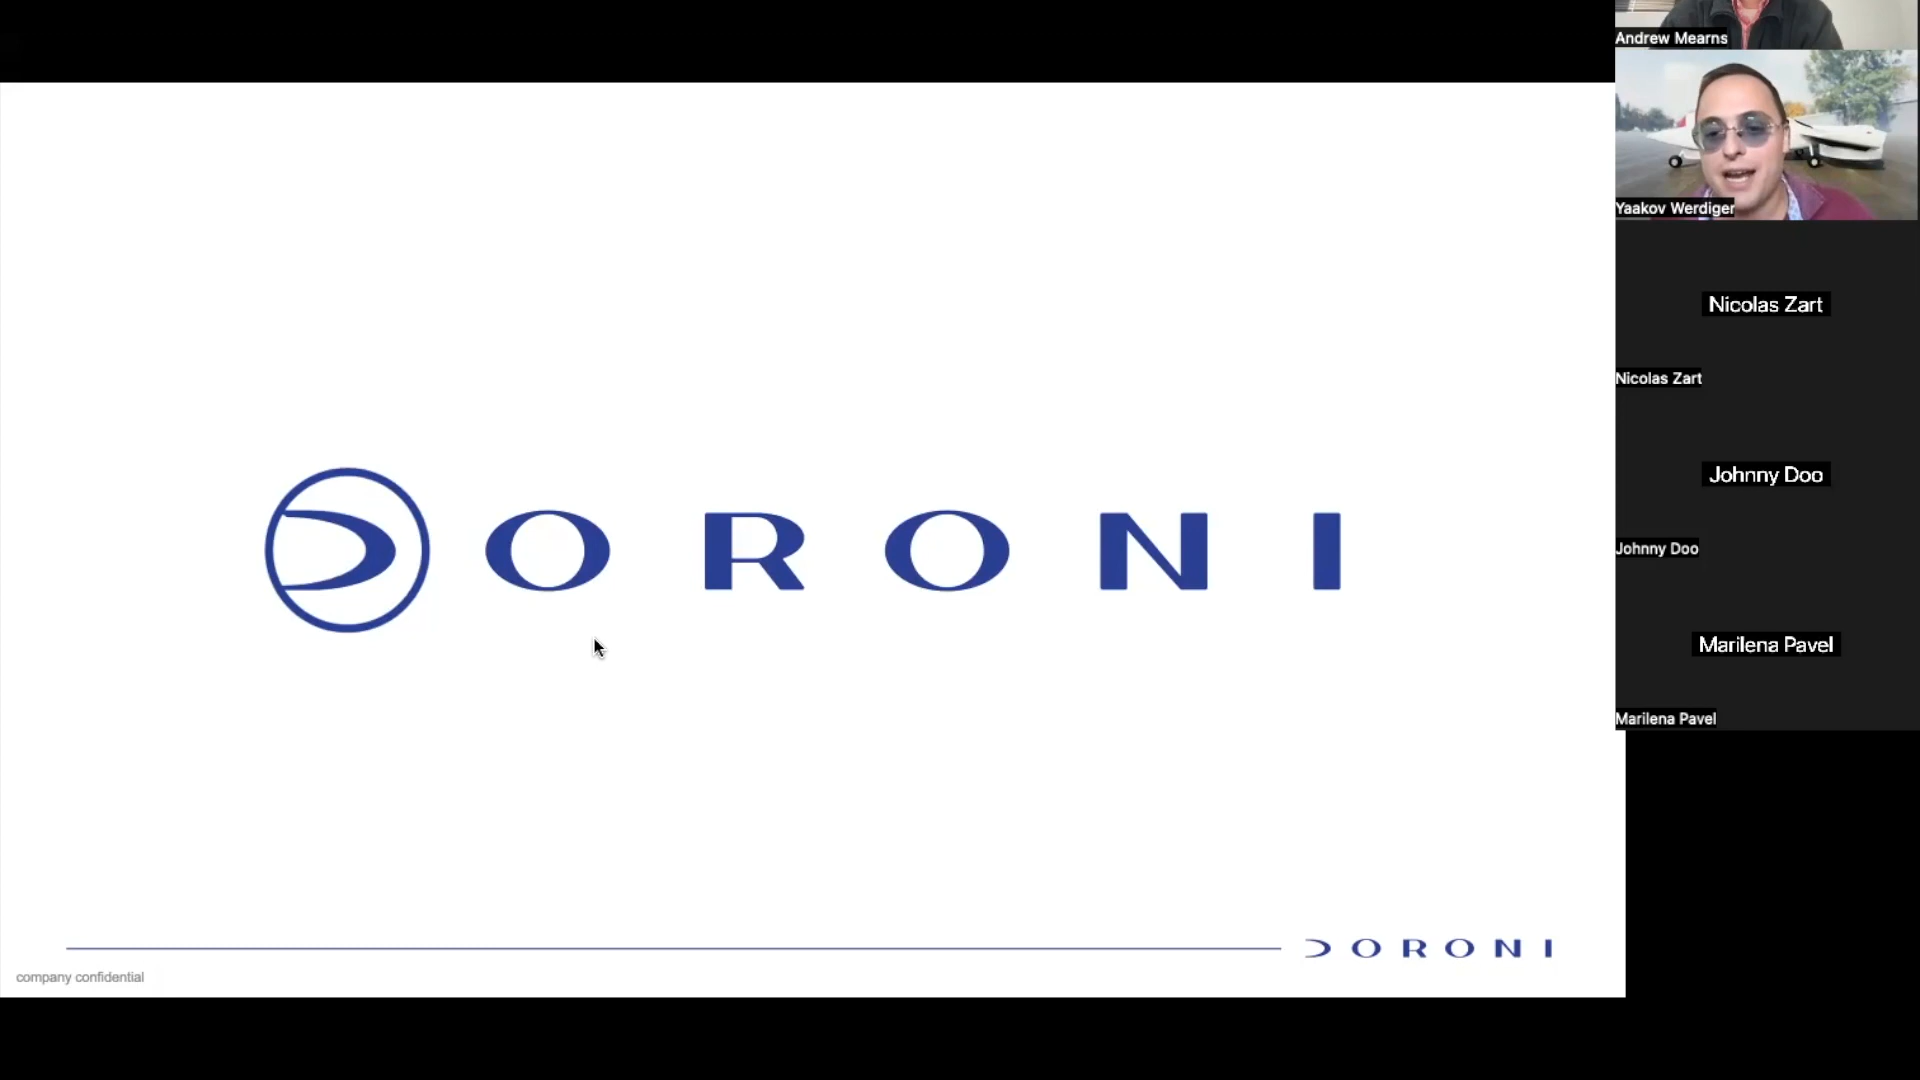 DORONI
DORONI
company confidential
Andrew Mearns
Yaakov Werdiger
Nicolas Zart
Nicolas Zart
Johnny Doo
Johnny Doo
Marilena Pavel
Marilena Pavel